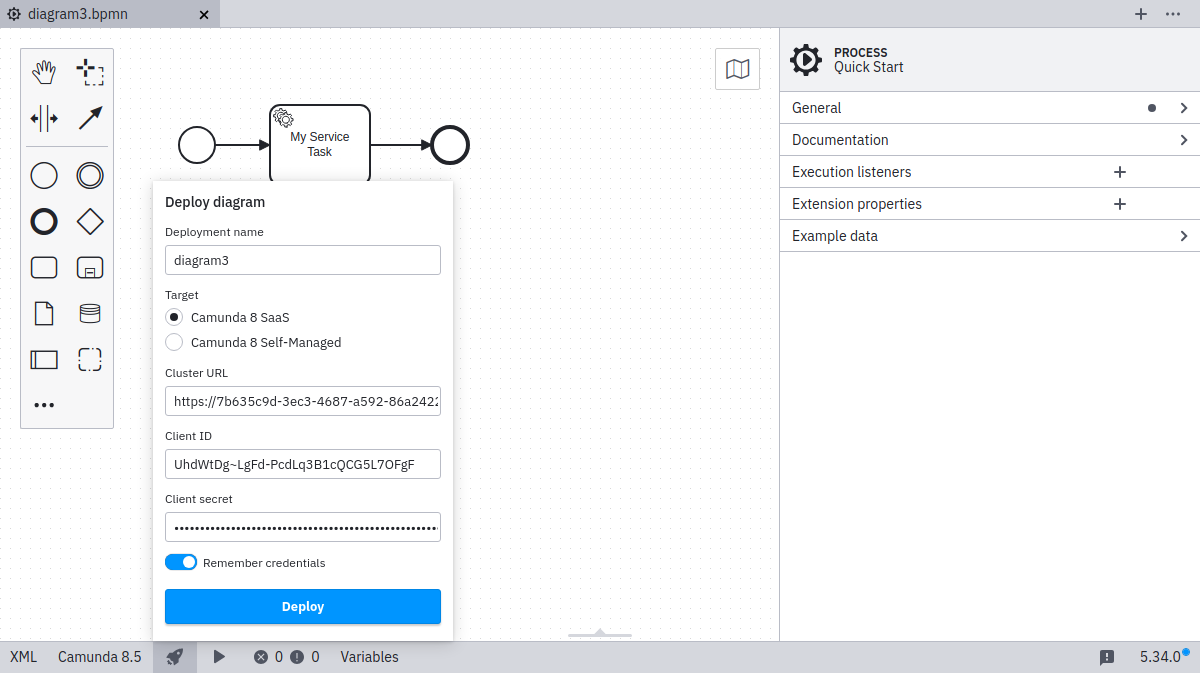 diagram3.bpmn
My Service
Task
Deploy diagram
Deployment name
diagram3
Target
Camunda 8 SaaS
Camunda 8 Self-Managed
Cluster URL
https://7b635c9d-3ec3-4687-a592-86a2422
Client ID
UhdWtDg~LgFd-PcdLq3B1cQCG5L7OFgF
Client secret
••••••••••••••••••••••••••••••••••••••••••••
Remember credentials
Deploy
PROCESS
Quick Start
General
Documentation
Execution listeners
Extension properties
Example data
XML Camunda 8.5 0 0 Variables 5.34.0